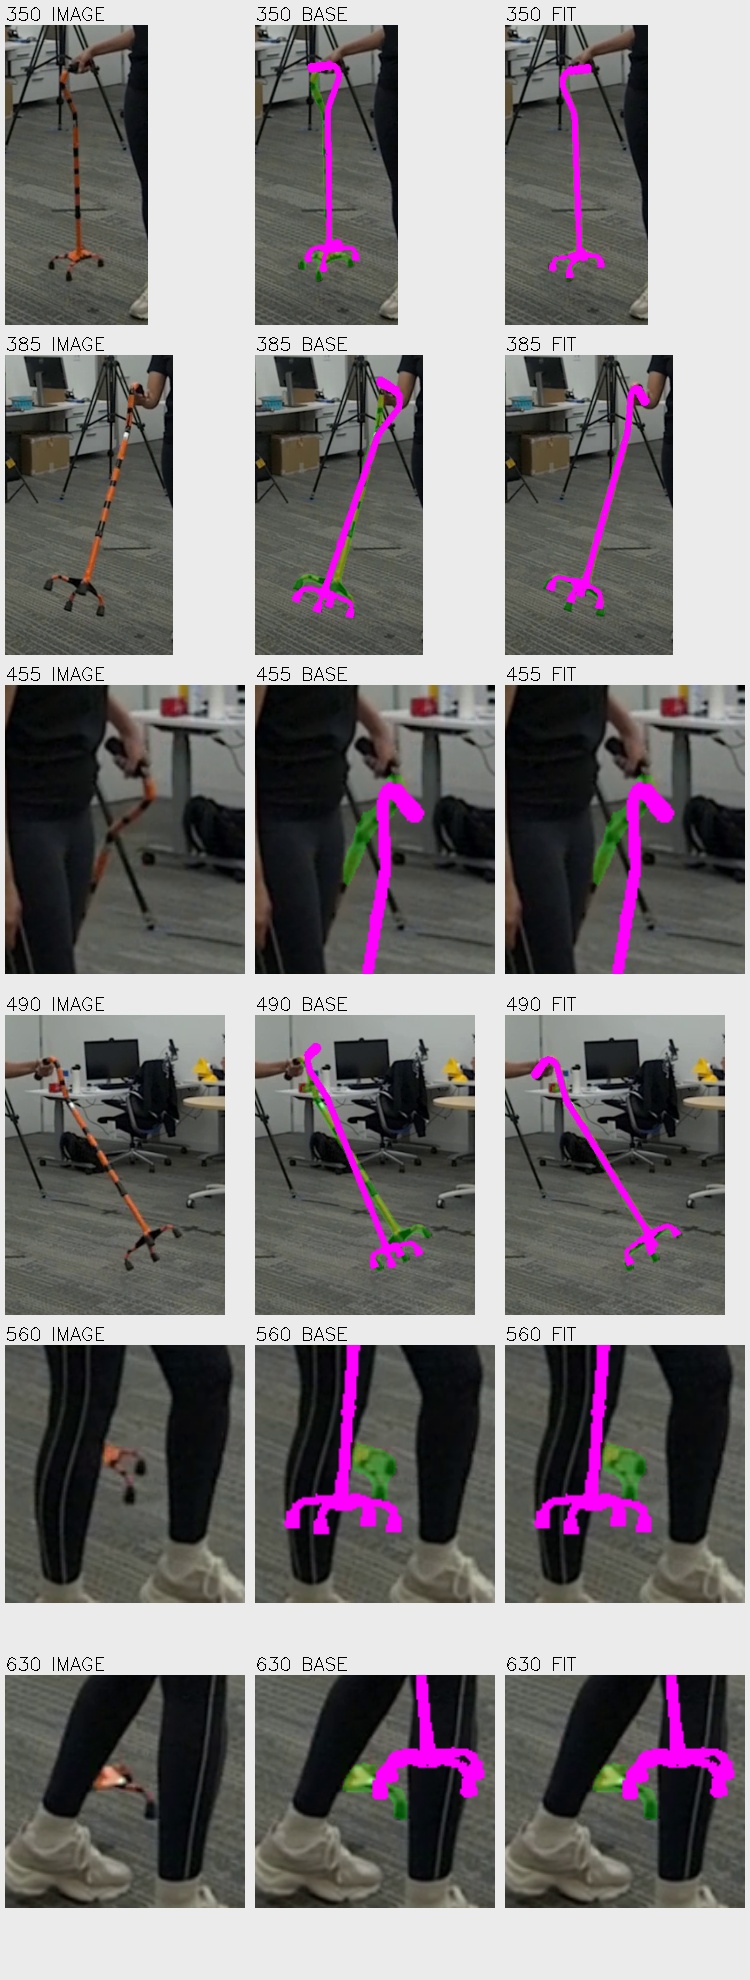 350 IMAGE 350 BASE 350 FIT
385 IMAGE 385 BASE 385 FIT
455 IMAGE 455 BASE 455 FIT
490 IMAGE 490 BASE 490 FIT
560 IMAGE 560 BASE 560 FIT
630 IMAGE 630 BASE 630 FIT